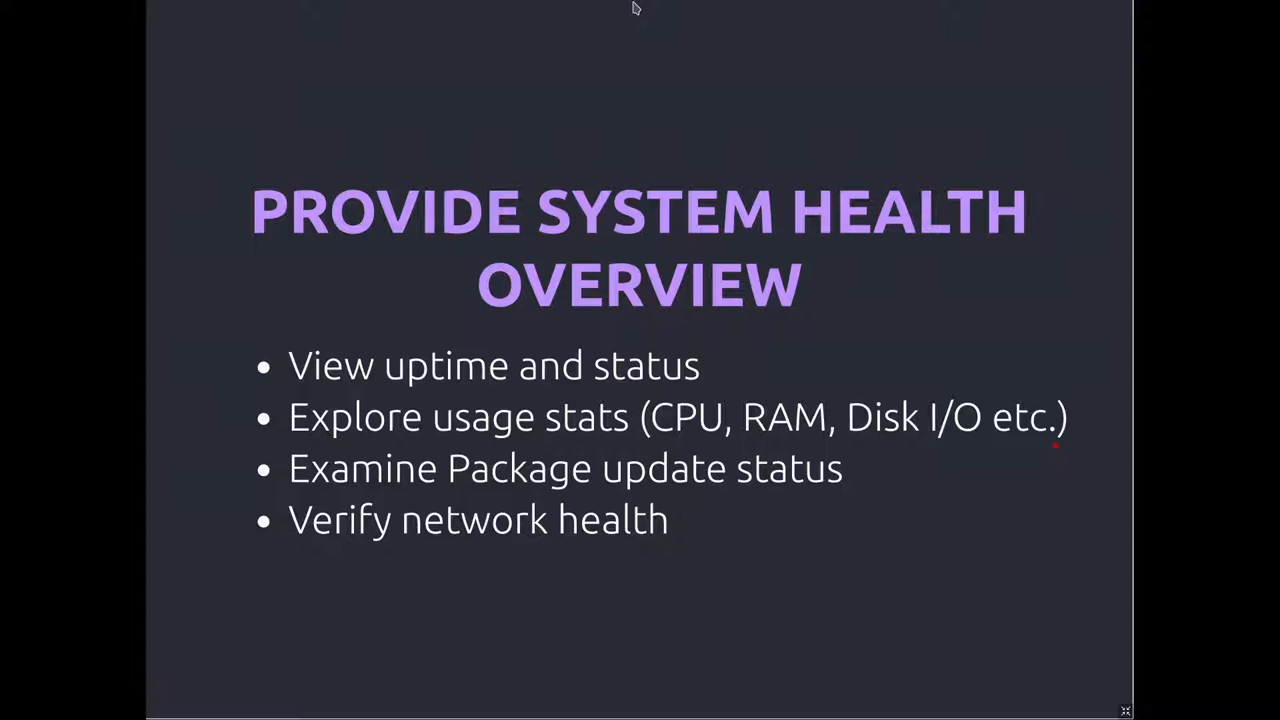 PROVIDE SYSTEM HEALTH
OVERVIEW
• View uptime and status
• Explore usage stats (CPU, RAM, Disk I/O etc.)
• Examine Package update status
• Verify network health